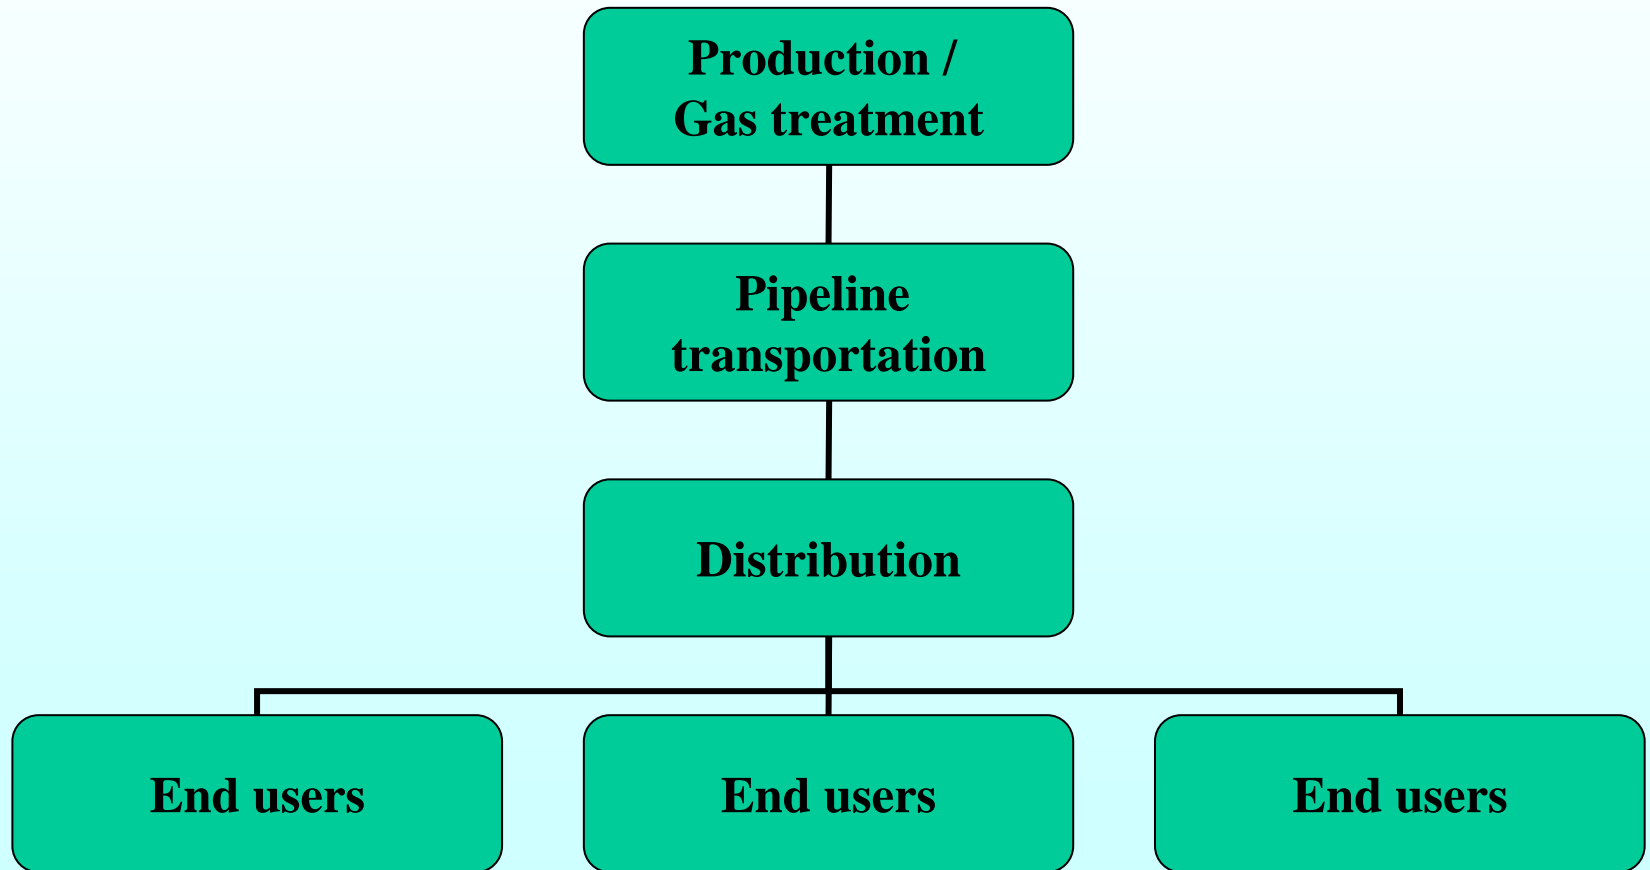 Production /
Gas treatment
Pipeline
transportation
Distribution
End users
End users
End users